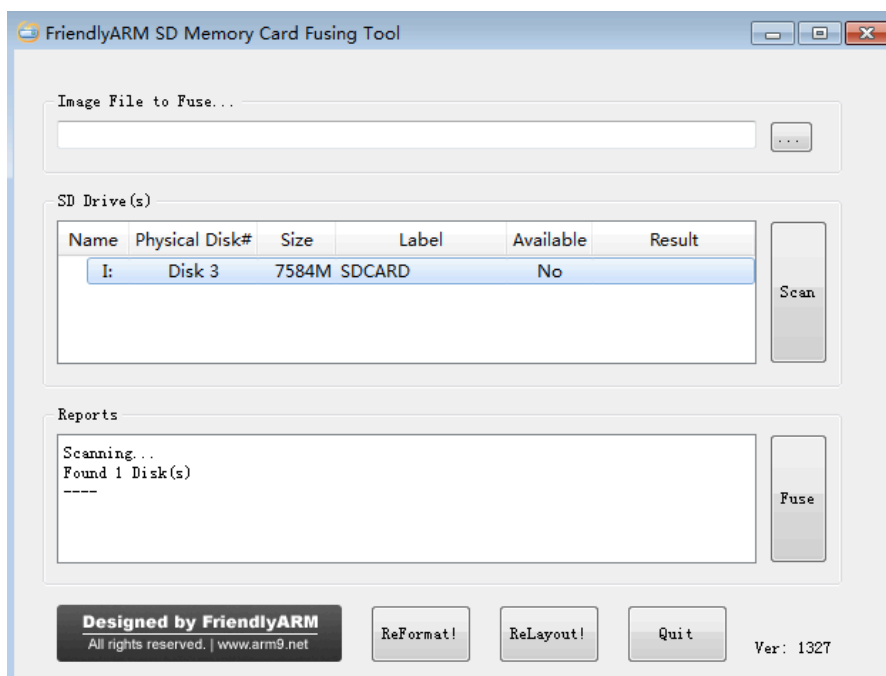 FriendlyARM SD Memory Card Fusing Tool
Image File to Fuse...
...
SD Drive(s)
Name Physical Disk# Size Label Available Result
I: Disk 3 7584M SDCARD No
Scan
Reports
Scanning...
Found 1 Disk(s)
----
Fuse
Designed by FriendlyARM
All rights reserved. | www.arm9.net
ReFormat!
ReLayout!
Quit
Ver: 1327